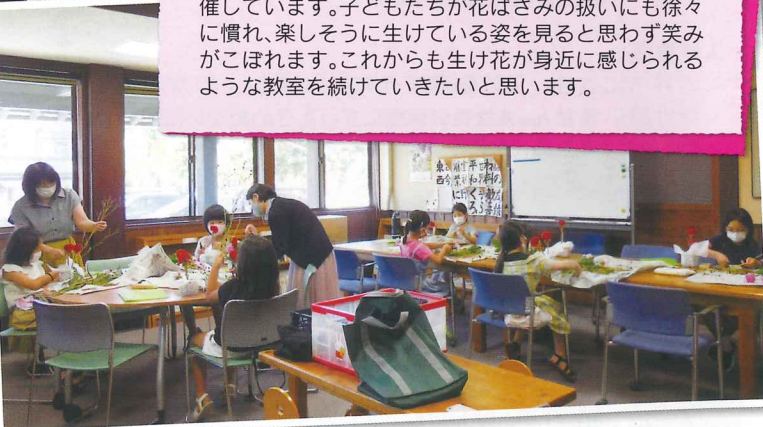 催しています。子どもたちが花ばさみの扱いにも徐々
に慣れ、楽しそうに生けている姿を見ると思わず笑み
がこぼれます。これからも生け花が身近に感じられる
ような教室を続けていきたいと思います。
平和